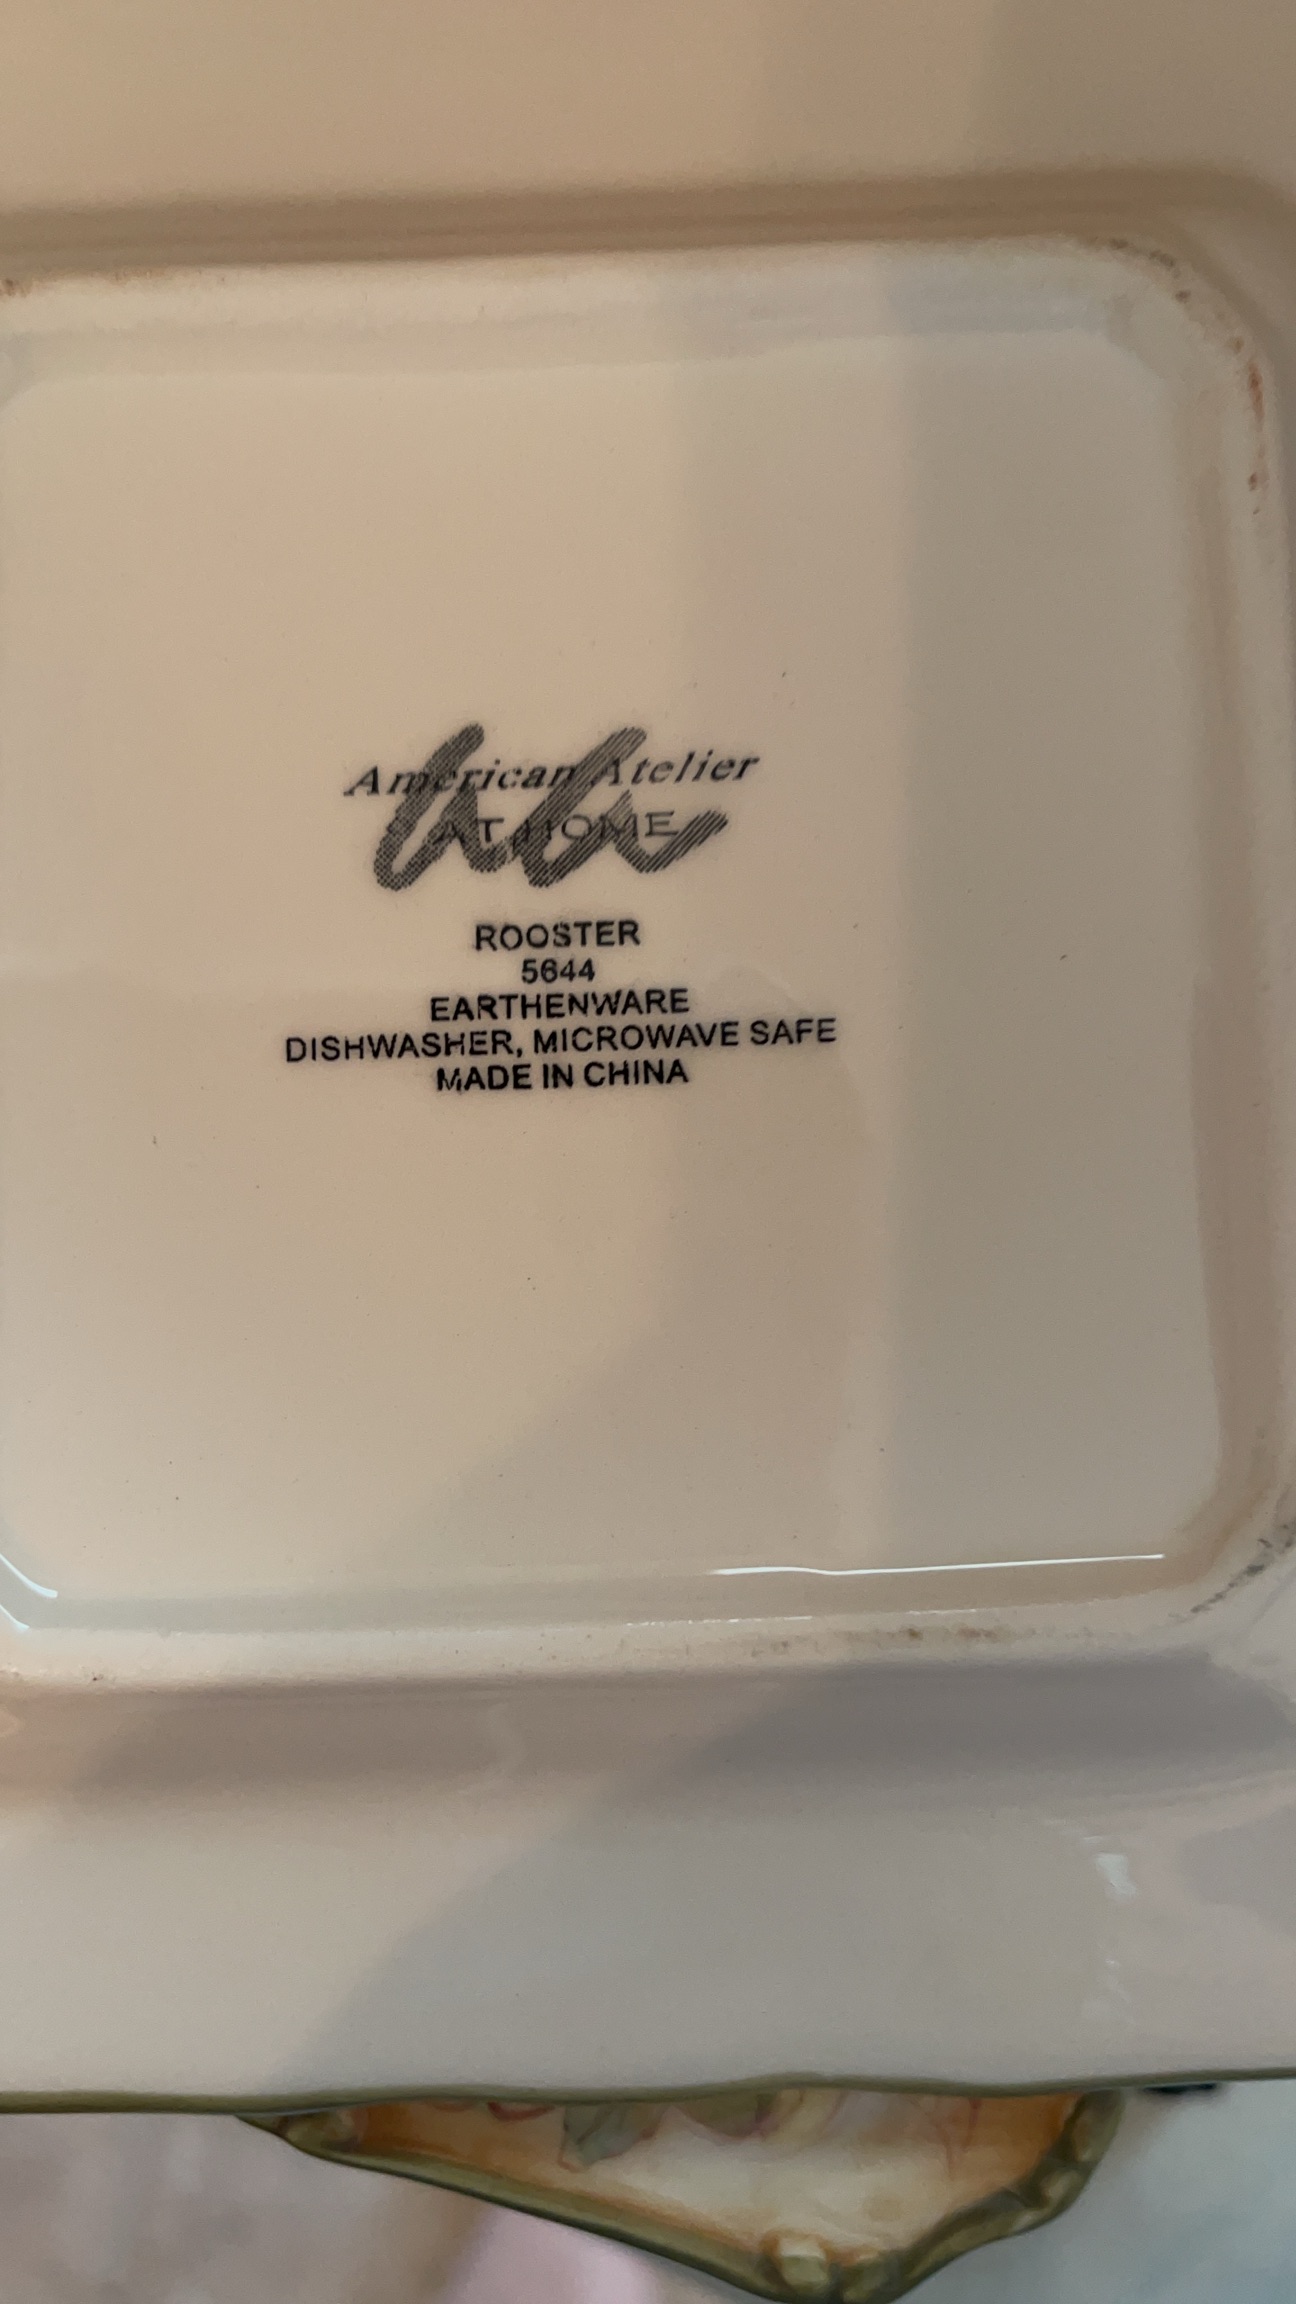 American Atelier
AT HOME
ROOSTER
5644
EARTHENWARE
DISHWASHER, MICROWAVE SAFE
MADE IN CHINA